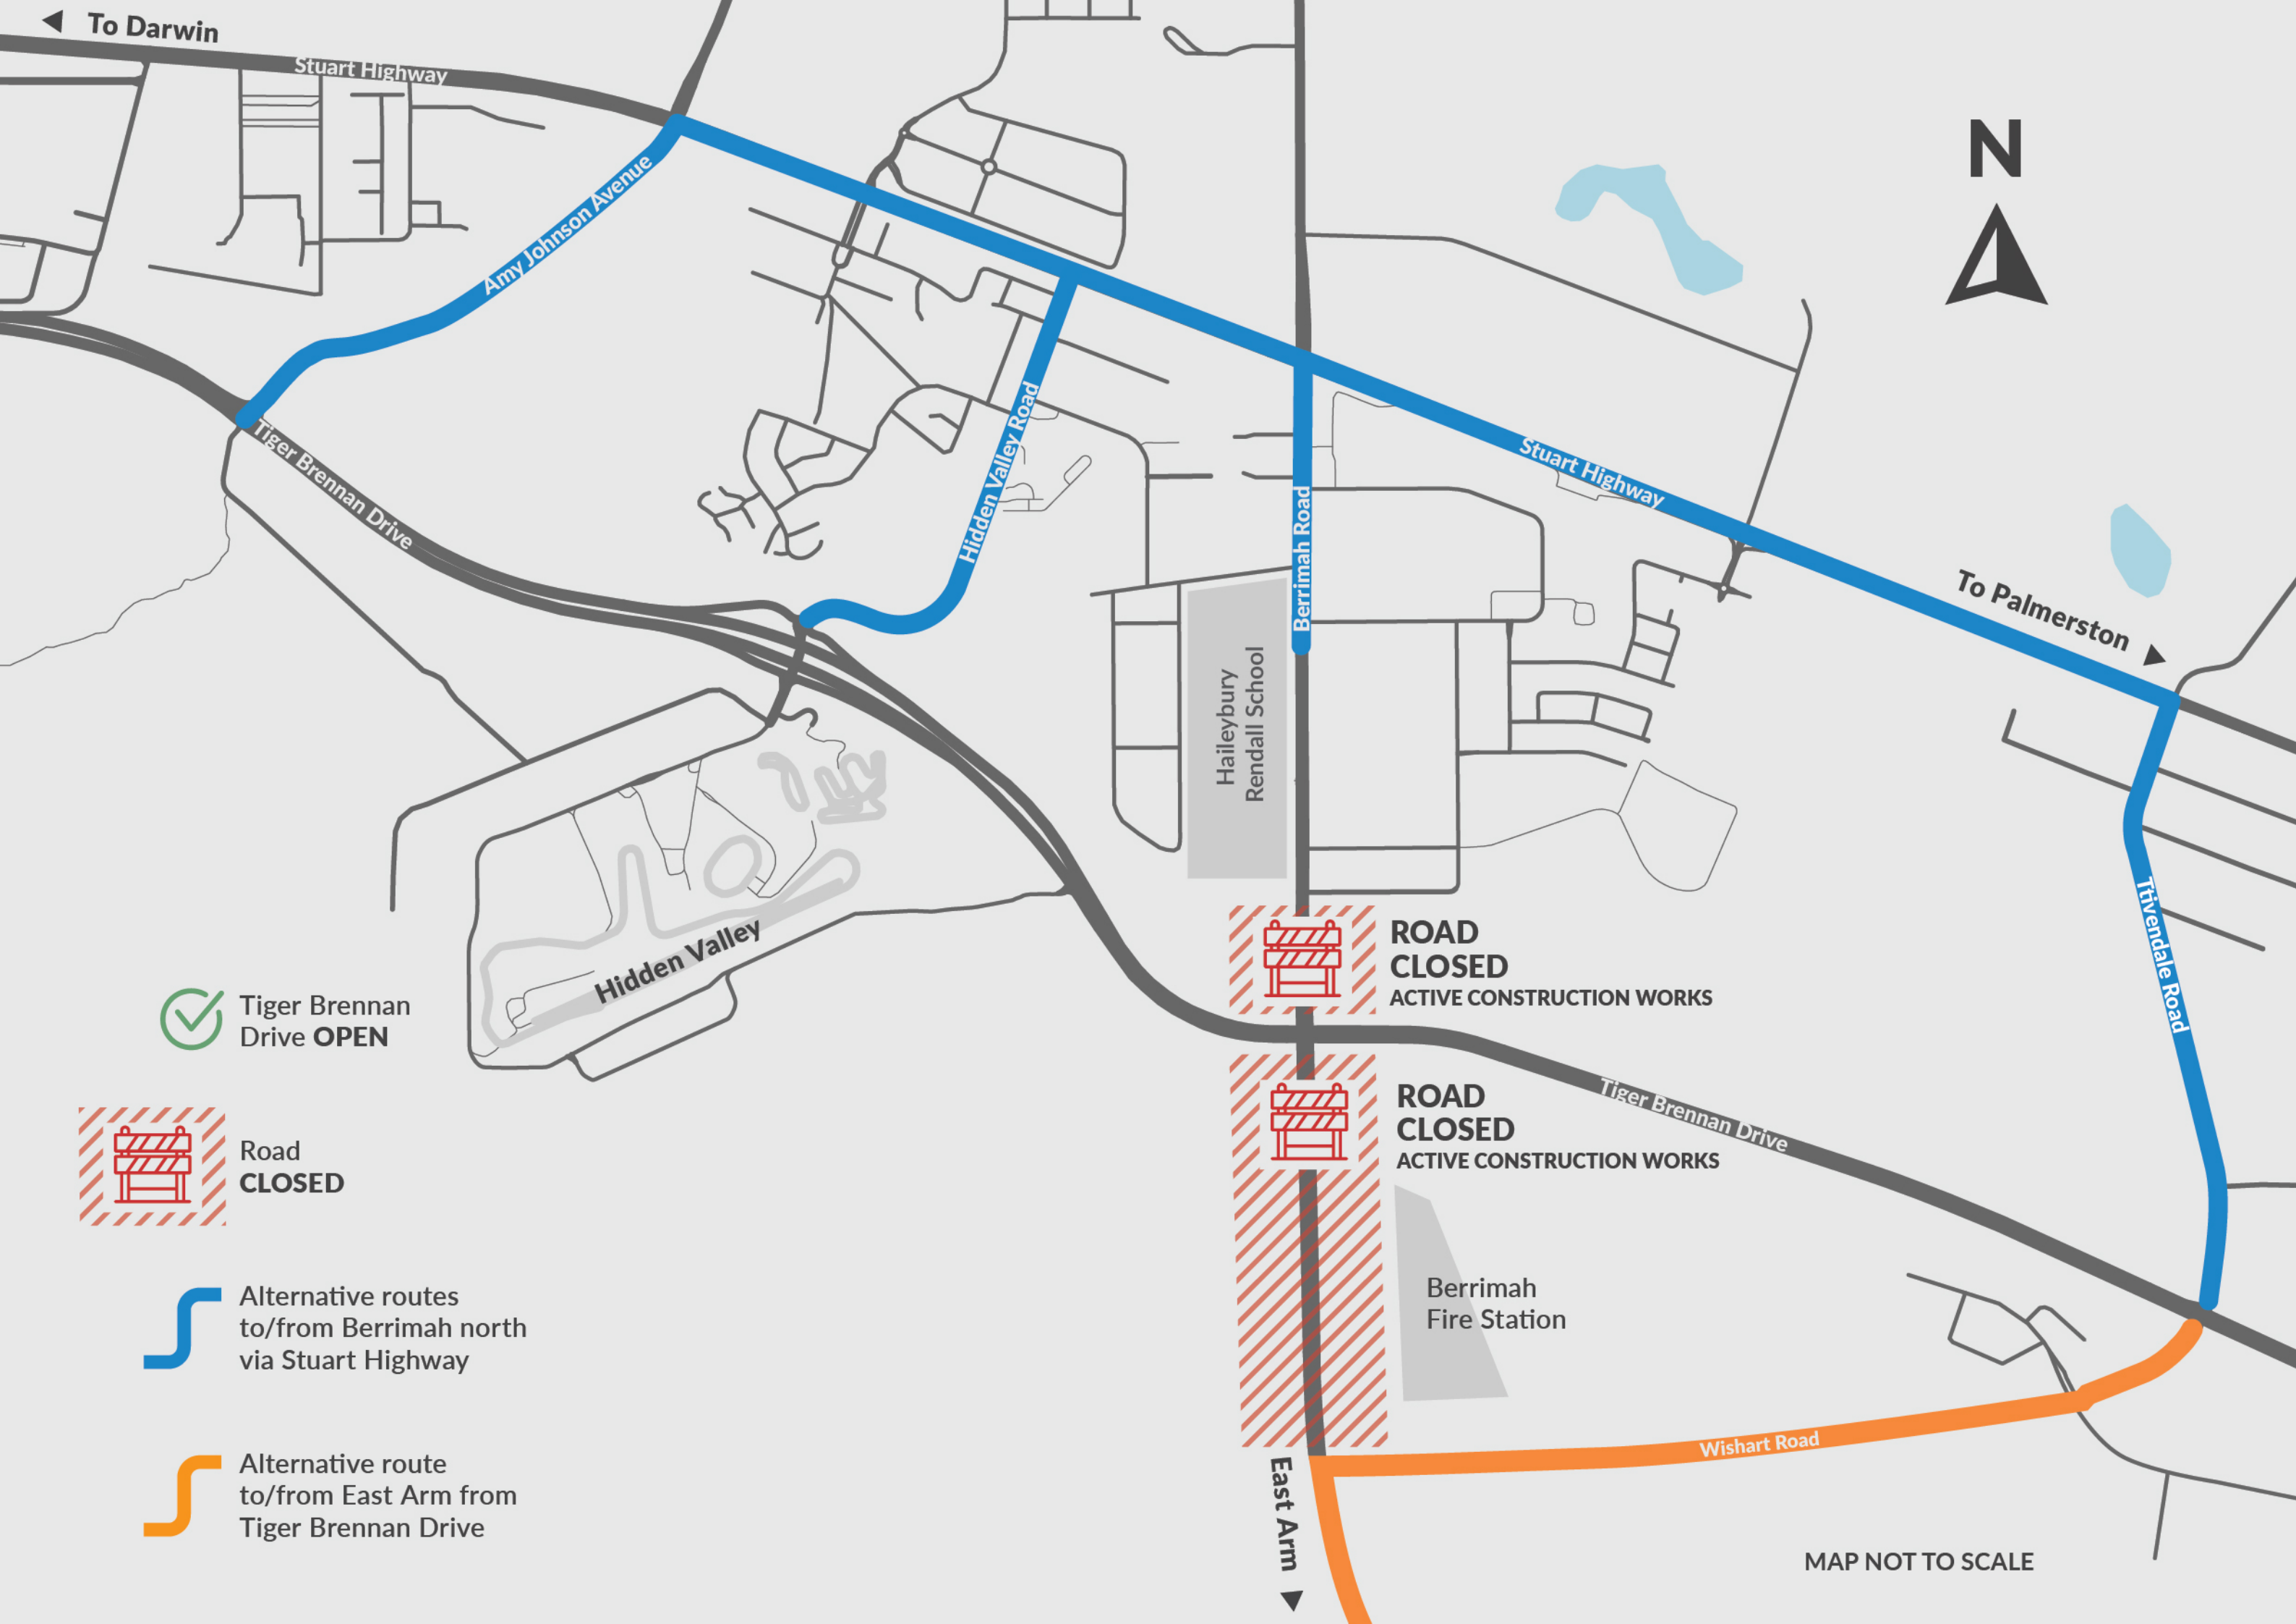 To Darwin
Stuart Highway
N
Amy Johnson Avenue
Tiger Brennan Drive
Hidden Valley Road
Berrimah Road
Stuart Highway
To Palmerston
Haileybury
Rendall School
Ttivendale Road
Hidden Valley
ROAD
CLOSED
ACTIVE CONSTRUCTION WORKS
ROAD
CLOSED
ACTIVE CONSTRUCTION WORKS
Tiger Brennan Drive
Berrimah
Fire Station
Wishart Road
East Arm
Tiger Brennan
Drive OPEN
Road
CLOSED
Alternative routes
to/from Berrimah north
via Stuart Highway
Alternative route
to/from East Arm from
Tiger Brennan Drive
MAP NOT TO SCALE